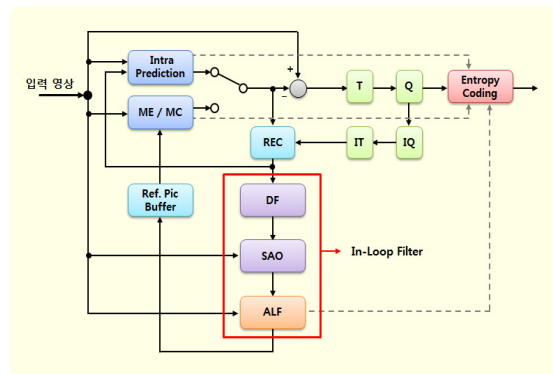 Intra
Prediction
+
입력 영상
−
T
Q
Entropy
Coding
ME / MC
REC
IT
IQ
Ref. Pic
Buffer
DF
In-Loop Filter
SAO
ALF